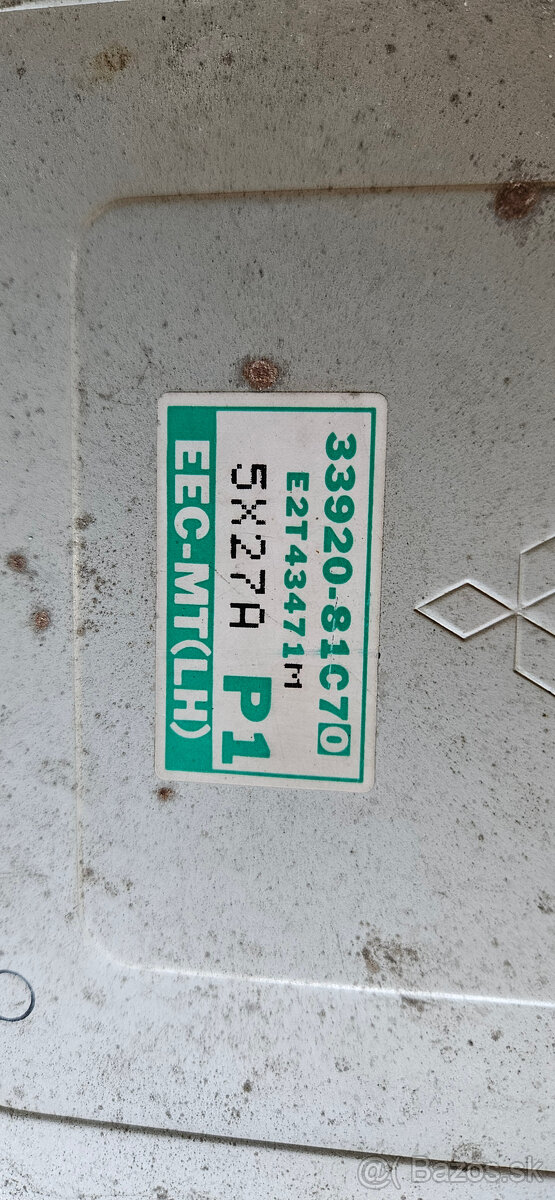 33920-81C70
E2T43471M
5X27A
P1
EEC-MT(LH)
@ Bazos.sk